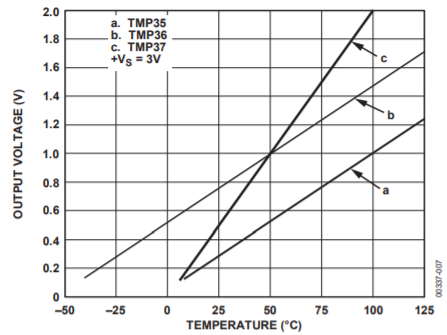 2.0
a. TMP35
b. TMP36
c. TMP37
+VS = 3V
1.8
1.6
1.4
1.2
1.0
0.8
0.6
0.4
0.2
0
OUTPUT VOLTAGE (V)
c
b
a
–50
–25
0
25
50
75
100
125
TEMPERATURE (°C)
00337-007